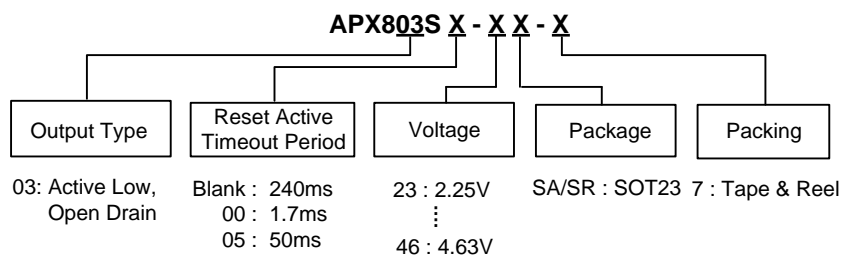 APX803S X - X X - X
Output Type
Reset Active
Timeout Period
Voltage
Package
Packing
03: Active Low,
Open Drain
Blank : 240ms
00 : 1.7ms
05 : 50ms
23 : 2.25V
⋮
46 : 4.63V
SA/SR : SOT23
7 : Tape & Reel